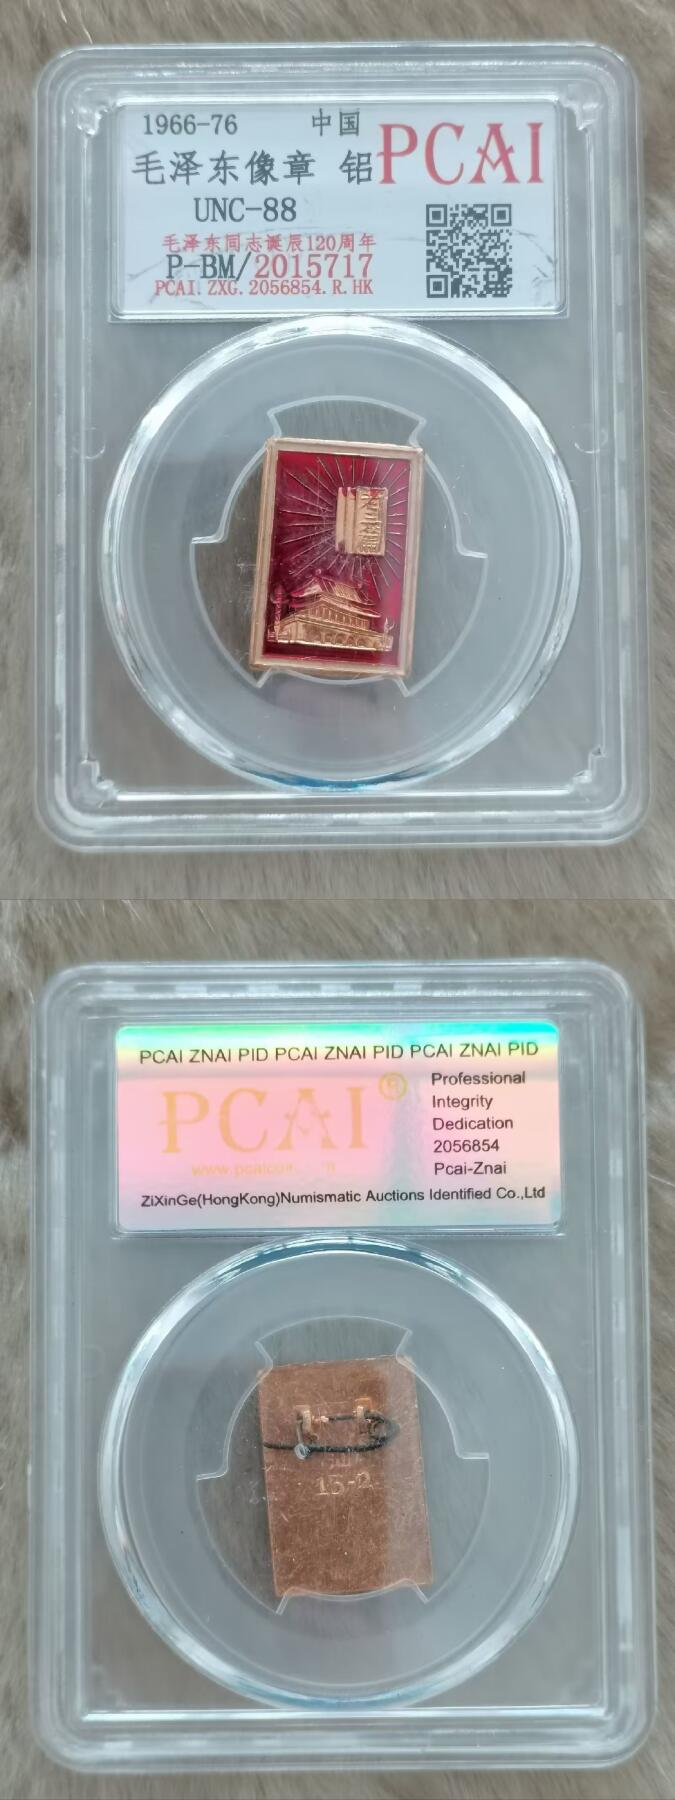 1966-76 中国
毛泽东像章 铝
PCAI
UNC-88
毛泽东同志诞辰120周年
P-BM/2015717
PCAI.ZXG.2056854.R.HK
PCAI ZNAI PID PCAI ZNAI PID PCAI ZNAI PID
PCAI®
Professional
Integrity
Dedication
2056854
Pcai-Znai
ZiXinGe(HongKong)Numismatic Auctions Identified Co.,Ltd
13-2